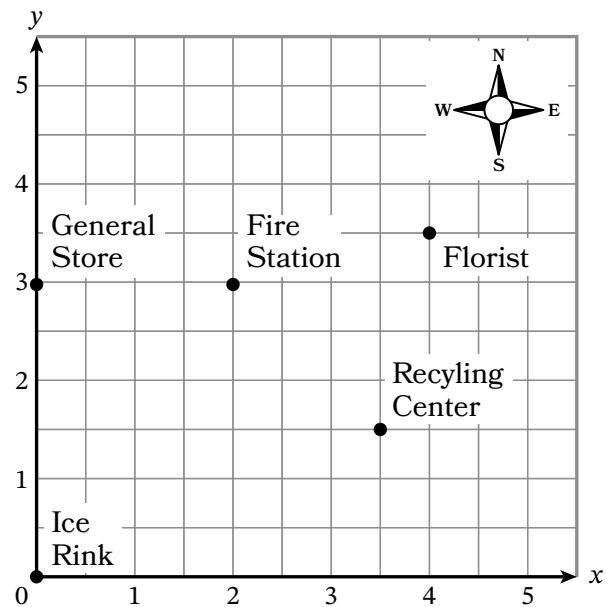 y
5
4
3
2
1
0
1
2
3
4
5
x
N
W
E
S
General
Store
Fire
Station
Florist
Recyling
Center
Ice
Rink